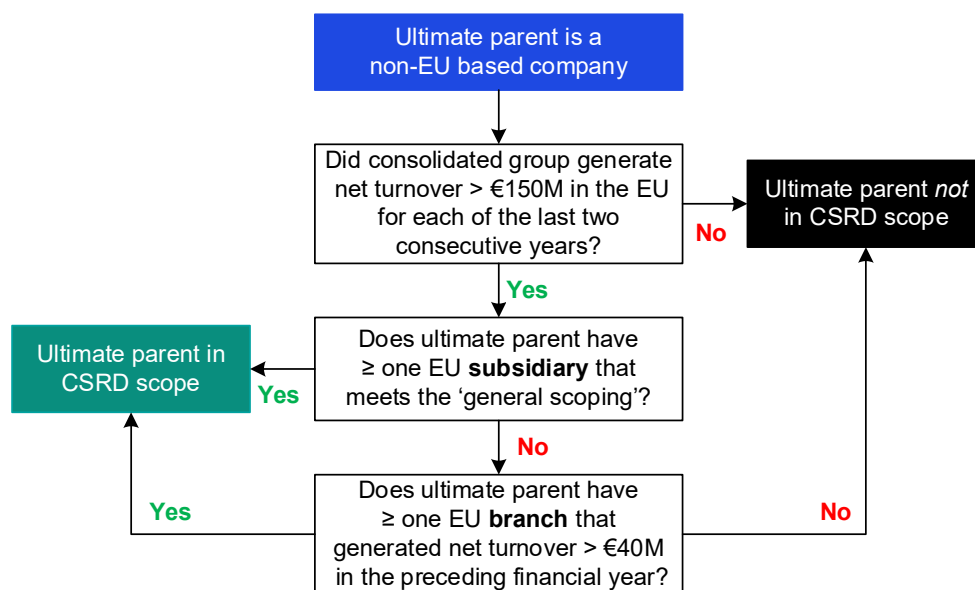 Ultimate parent is a
non-EU based company
Did consolidated group generate
net turnover > €150M in the EU
for each of the last two
consecutive years?
No
Ultimate parent not
in CSRD scope
Yes
Does ultimate parent have
≥ one EU subsidiary that
meets the ‘general scoping’?
Yes
Ultimate parent in
CSRD scope
No
Does ultimate parent have
≥ one EU branch that
generated net turnover > €40M
in the preceding financial year?
Yes
No